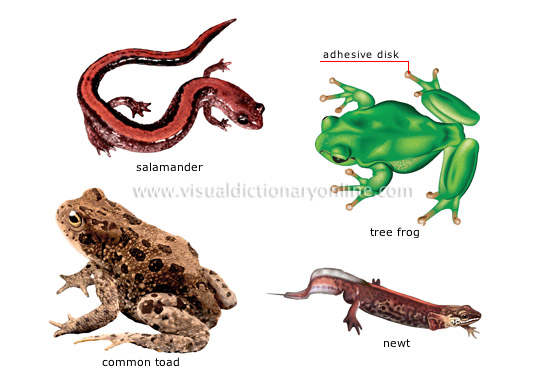 adhesive disk
salamander
www.visualdictionaryonline.com
tree frog
newt
common toad